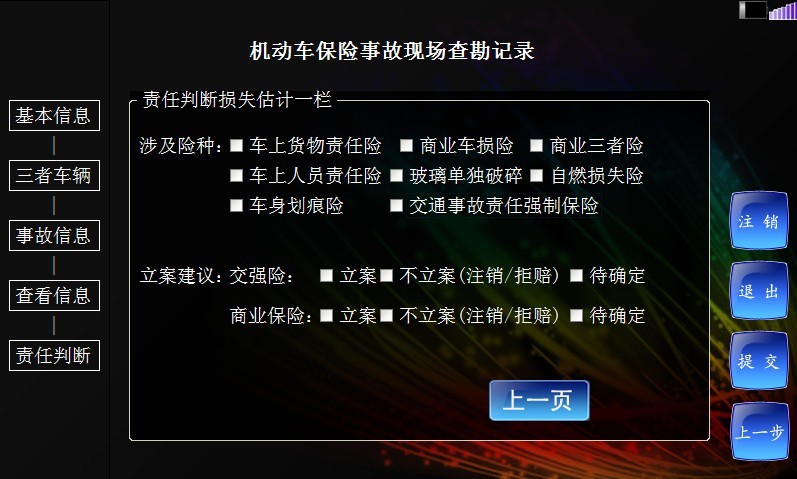 机动车保险事故现场查勘记录
责任判断损失估计一栏
基本信息
三者车辆
事故信息
查看信息
责任判断
涉及险种: 车上货物责任险 商业车损险 商业三者险
车上人员责任险 玻璃单独破碎 自燃损失险
车身划痕险 交通事故责任强制保险
立案建议: 交强险: 立案 不立案(注销/拒赔) 待确定
商业保险: 立案 不立案(注销/拒赔) 待确定
上一页
注 销
退 出
提 交
上一步